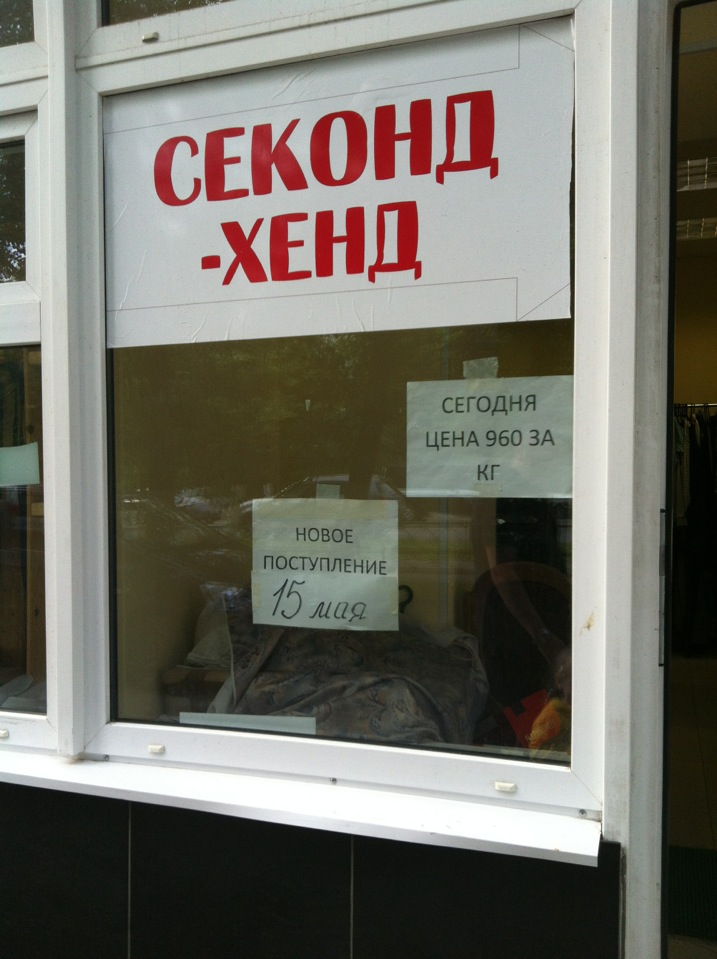 СЕКОНД
-ХЕНД
СЕГОДНЯ
ЦЕНА 960 ЗА
КГ
НОВОЕ
ПОСТУПЛЕНИЕ
15 мая